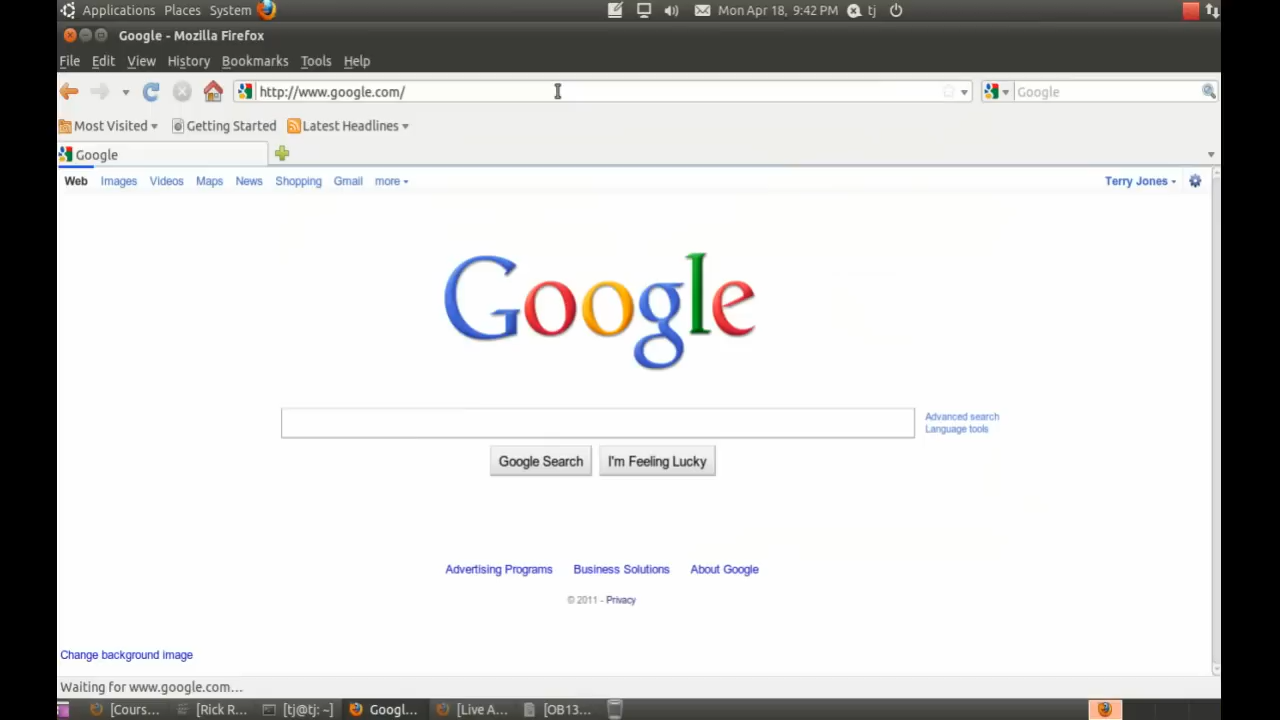 Applications Places System Mon Apr 18, 9:42 PM tj
Google - Mozilla Firefox
File Edit View History Bookmarks Tools Help
http://www.google.com/ Google
Most Visited Getting Started Latest Headlines
Google
Web Images Videos Maps News Shopping Gmail more Terry Jones
Google
Advanced search
Language tools
Google Search I'm Feeling Lucky
Advertising Programs Business Solutions About Google
© 2011 - Privacy
Change background image
Waiting for www.google.com...
[Cours... [Rick R... [tj@tj: ~] Googl... [Live A... [OB13...